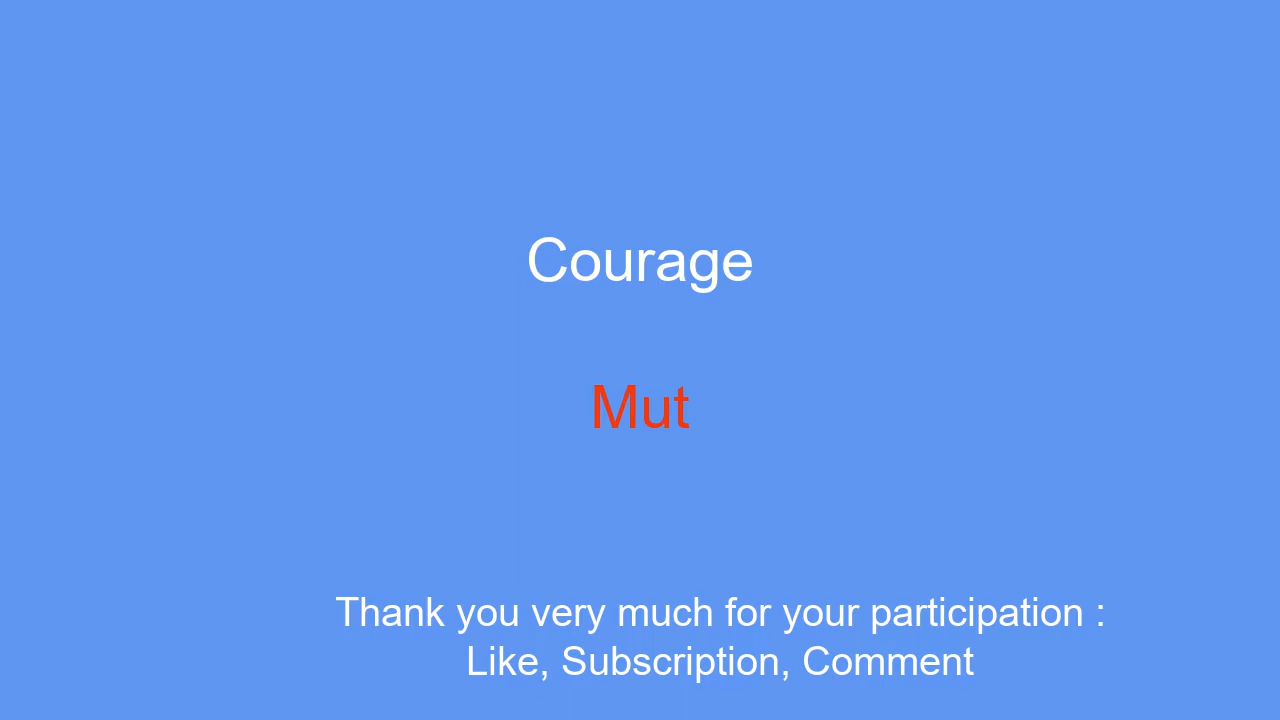 Courage
Mut
Thank you very much for your participation :
Like, Subscription, Comment